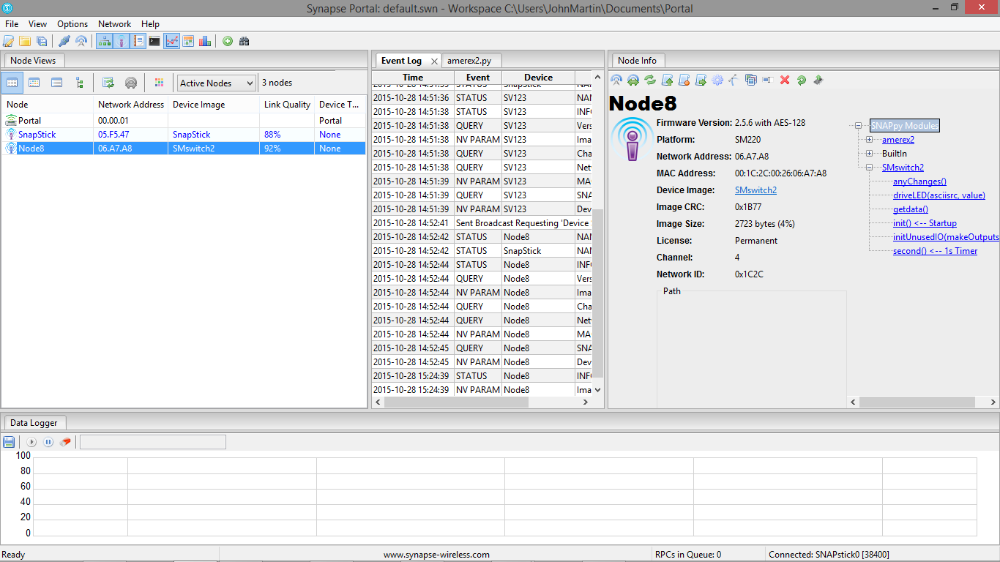 Synapse Portal: default.swn - Workspace C:\Users\JohnMartin\Documents\Portal
File View Options Network Help
Node Views
Active Nodes 3 nodes
Node Network Address Device Image Link Quality Device T...
Portal 00.00.01 Portal
SnapStick 05.F5.47 SnapStick 88% None
Node8 06.A7.A8 SMswitch2 92% None
Event Log amerex2.py
Time Event Device
2015-10-28 14:51:35 STATUS SnapStick NAN
2015-10-28 14:51:36 STATUS SV123 NAN
2015-10-28 14:51:38 STATUS SV123 INFC
2015-10-28 14:51:38 QUERY SV123 Vers
2015-10-28 14:51:38 NV PARAM SV123 Ima
2015-10-28 14:51:38 QUERY SV123 Cha
2015-10-28 14:51:38 QUERY SV123 Net
2015-10-28 14:51:39 NV PARAM SV123 MA
2015-10-28 14:51:39 QUERY SV123 SNA
2015-10-28 14:51:39 NV PARAM SV123 Dev
2015-10-28 14:52:41 Sent Broadcast Requesting 'Device
2015-10-28 14:52:42 STATUS Node8 NAN
2015-10-28 14:52:42 STATUS SnapStick NAN
2015-10-28 14:52:44 STATUS Node8 INFC
2015-10-28 14:52:44 QUERY Node8 Vers
2015-10-28 14:52:44 NV PARAM Node8 Ima
2015-10-28 14:52:44 QUERY Node8 Cha
2015-10-28 14:52:44 QUERY Node8 Net
2015-10-28 14:52:44 NV PARAM Node8 MA
2015-10-28 14:52:45 QUERY Node8 SNA
2015-10-28 14:52:45 NV PARAM Node8 Dev
2015-10-28 15:24:39 STATUS Node8 INFC
2015-10-28 15:24:39 NV PARAM Node8 Ima
Node Info
Node8
Firmware Version: 2.5.6 with AES-128
Platform: SM220
Network Address: 06.A7.A8
MAC Address: 00:1C:2C:00:26:06:A7:A8
Device Image: SMswitch2
Image CRC: 0x1B77
Image Size: 2723 bytes (4%)
License: Permanent
Channel: 4
Network ID: 0x1C2C
Path
SNAPpy Modules
amerex2
BuiltIn
SMswitch2
anyChanges()
driveLED(asciisrc, value)
getdata()
init() <-- Startup
initUnusedIO(makeOutputs
second() <-- 1s Timer
Data Logger
100
80
60
40
20
0
Ready www.synapse-wireless.com RPCs in Queue: 0 Connected: SNAPstick0 [38400]